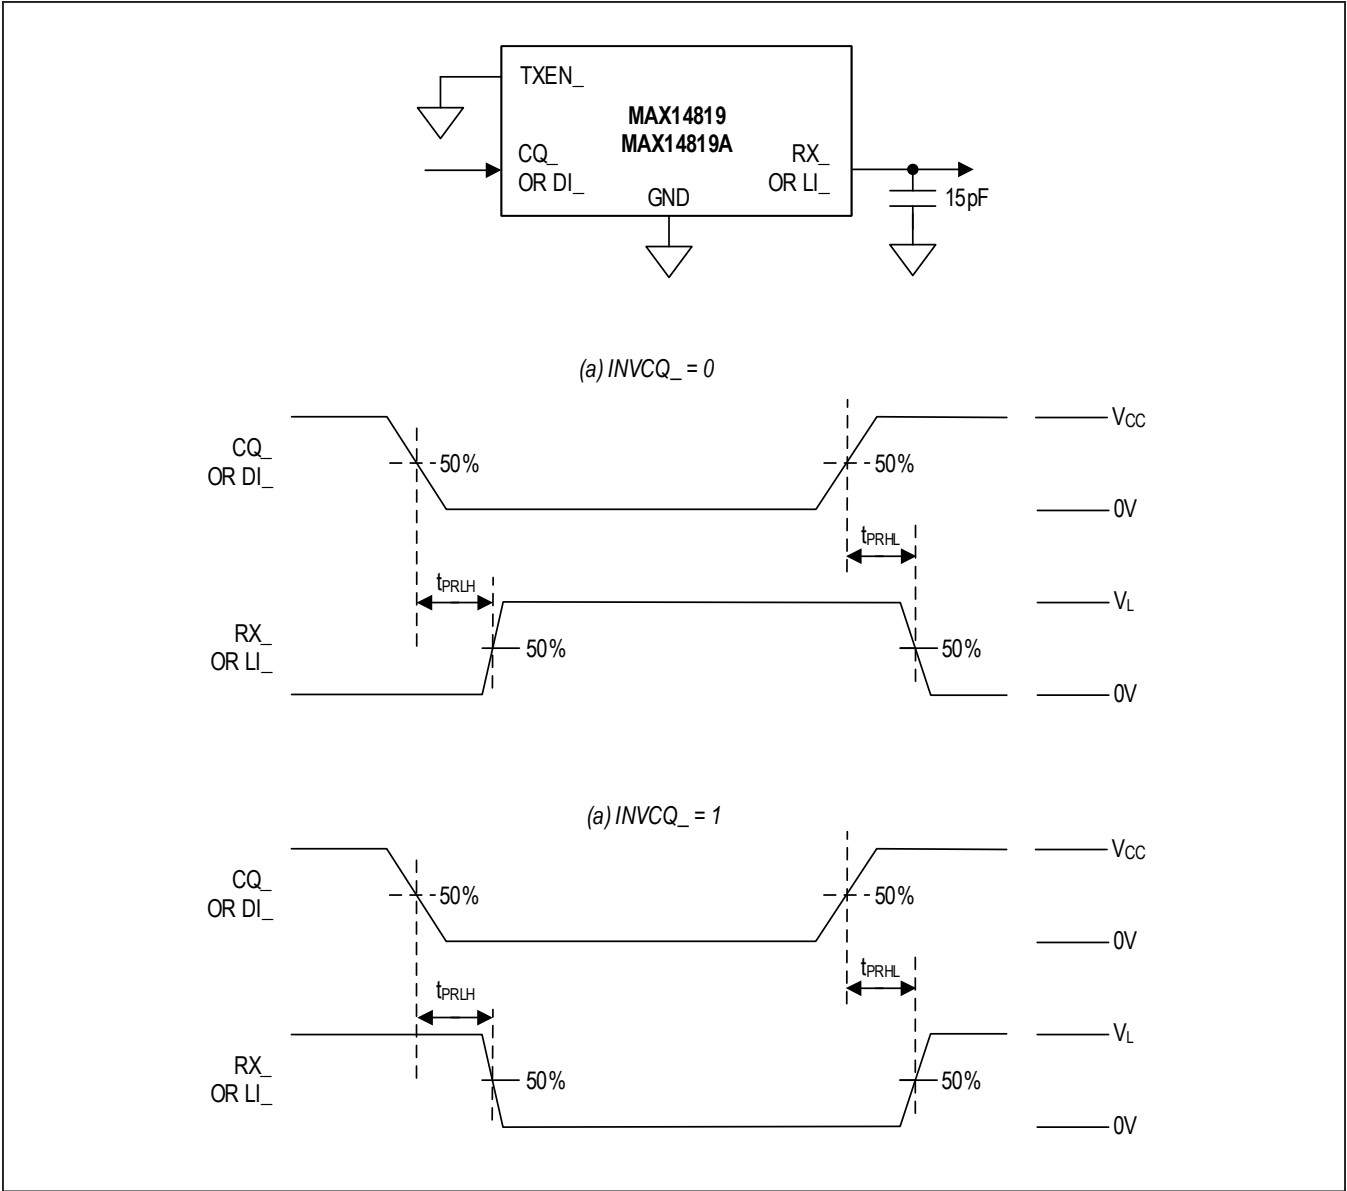 TXEN_
MAX14819
MAX14819A
CQ_
OR DI_
RX_
OR LI_
GND
15pF
(a) INVCQ_ = 0
CQ_
OR DI_
50%
50%
VCC
0V
tPRHL
tPRLH
RX_
OR LI_
50%
50%
VL
0V
(a) INVCQ_ = 1
CQ_
OR DI_
50%
50%
VCC
0V
tPRHL
tPRLH
RX_
OR LI_
50%
50%
VL
0V